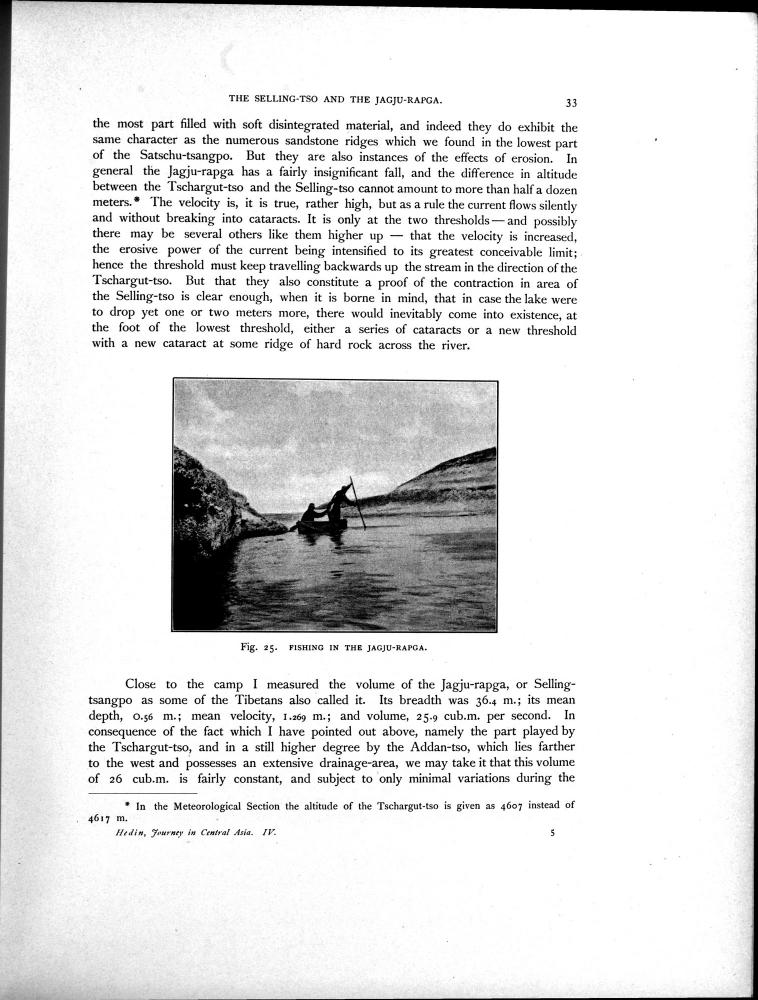 THE SELLING-TSO AND THE JAGJU-RAPGA.
33
the most part filled with soft disintegrated material, and indeed they do exhibit the
same character as the numerous sandstone ridges which we found in the lowest part
of the Satschu-tsangpo. But they are also instances of the effects of erosion. In
general the Jagju-rapga has a fairly insignificant fall, and the difference in altitude
between the Tschargut-tso and the Selling-tso cannot amount to more than half a dozen
meters.* The velocity is, it is true, rather high, but as a rule the current flows silently
and without breaking into cataracts. It is only at the two thresholds — and possibly
there may be several others like them higher up — that the velocity is increased,
the erosive power of the current being intensified to its greatest conceivable limit;
hence the threshold must keep travelling backwards up the stream in the direction of the
Tschargut-tso. But that they also constitute a proof of the contraction in area of
the Selling-tso is clear enough, when it is borne in mind, that in case the lake were
to drop yet one or two meters more, there would inevitably come into existence, at
the foot of the lowest threshold, either a series of cataracts or a new threshold
with a new cataract at some ridge of hard rock across the river.
Fig. 25. FISHING IN THE JAGJU-RAPGA.
Close to the camp I measured the volume of the Jagju-rapga, or Selling-
tsangpo as some of the Tibetans also called it. Its breadth was 36.4 m.; its mean
depth, 0.56 m.; mean velocity, 1.269 m.; and volume, 25.9 cub.m. per second. In
consequence of the fact which I have pointed out above, namely the part played by
the Tschargut-tso, and in a still higher degree by the Addan-tso, which lies farther
to the west and possesses an extensive drainage-area, we may take it that this volume
of 26 cub.m. is fairly constant, and subject to only minimal variations during the
* In the Meteorological Section the altitude of the Tschargut-tso is given as 4607 instead of
4617 m.
Hedin, Journey in Central Asia. IV.
5